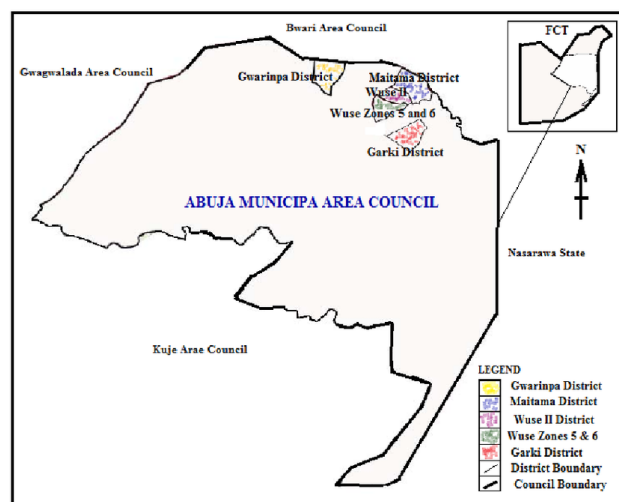 Bwari Area Council
FCT
Gwagwalada Area Council
Gwarinpa District
Maitama District
Wuse II
Wuse Zones 5 and 6
Garki District
N
ABUJA MUNICIPA AREA COUNCIL
Nasarawa State
Kuje Arae Council
LEGEND
Gwarinpa District
Maitama District
Wuse II District
Wuse Zones 5 & 6
Garki District
District Boundary
Council Boundary